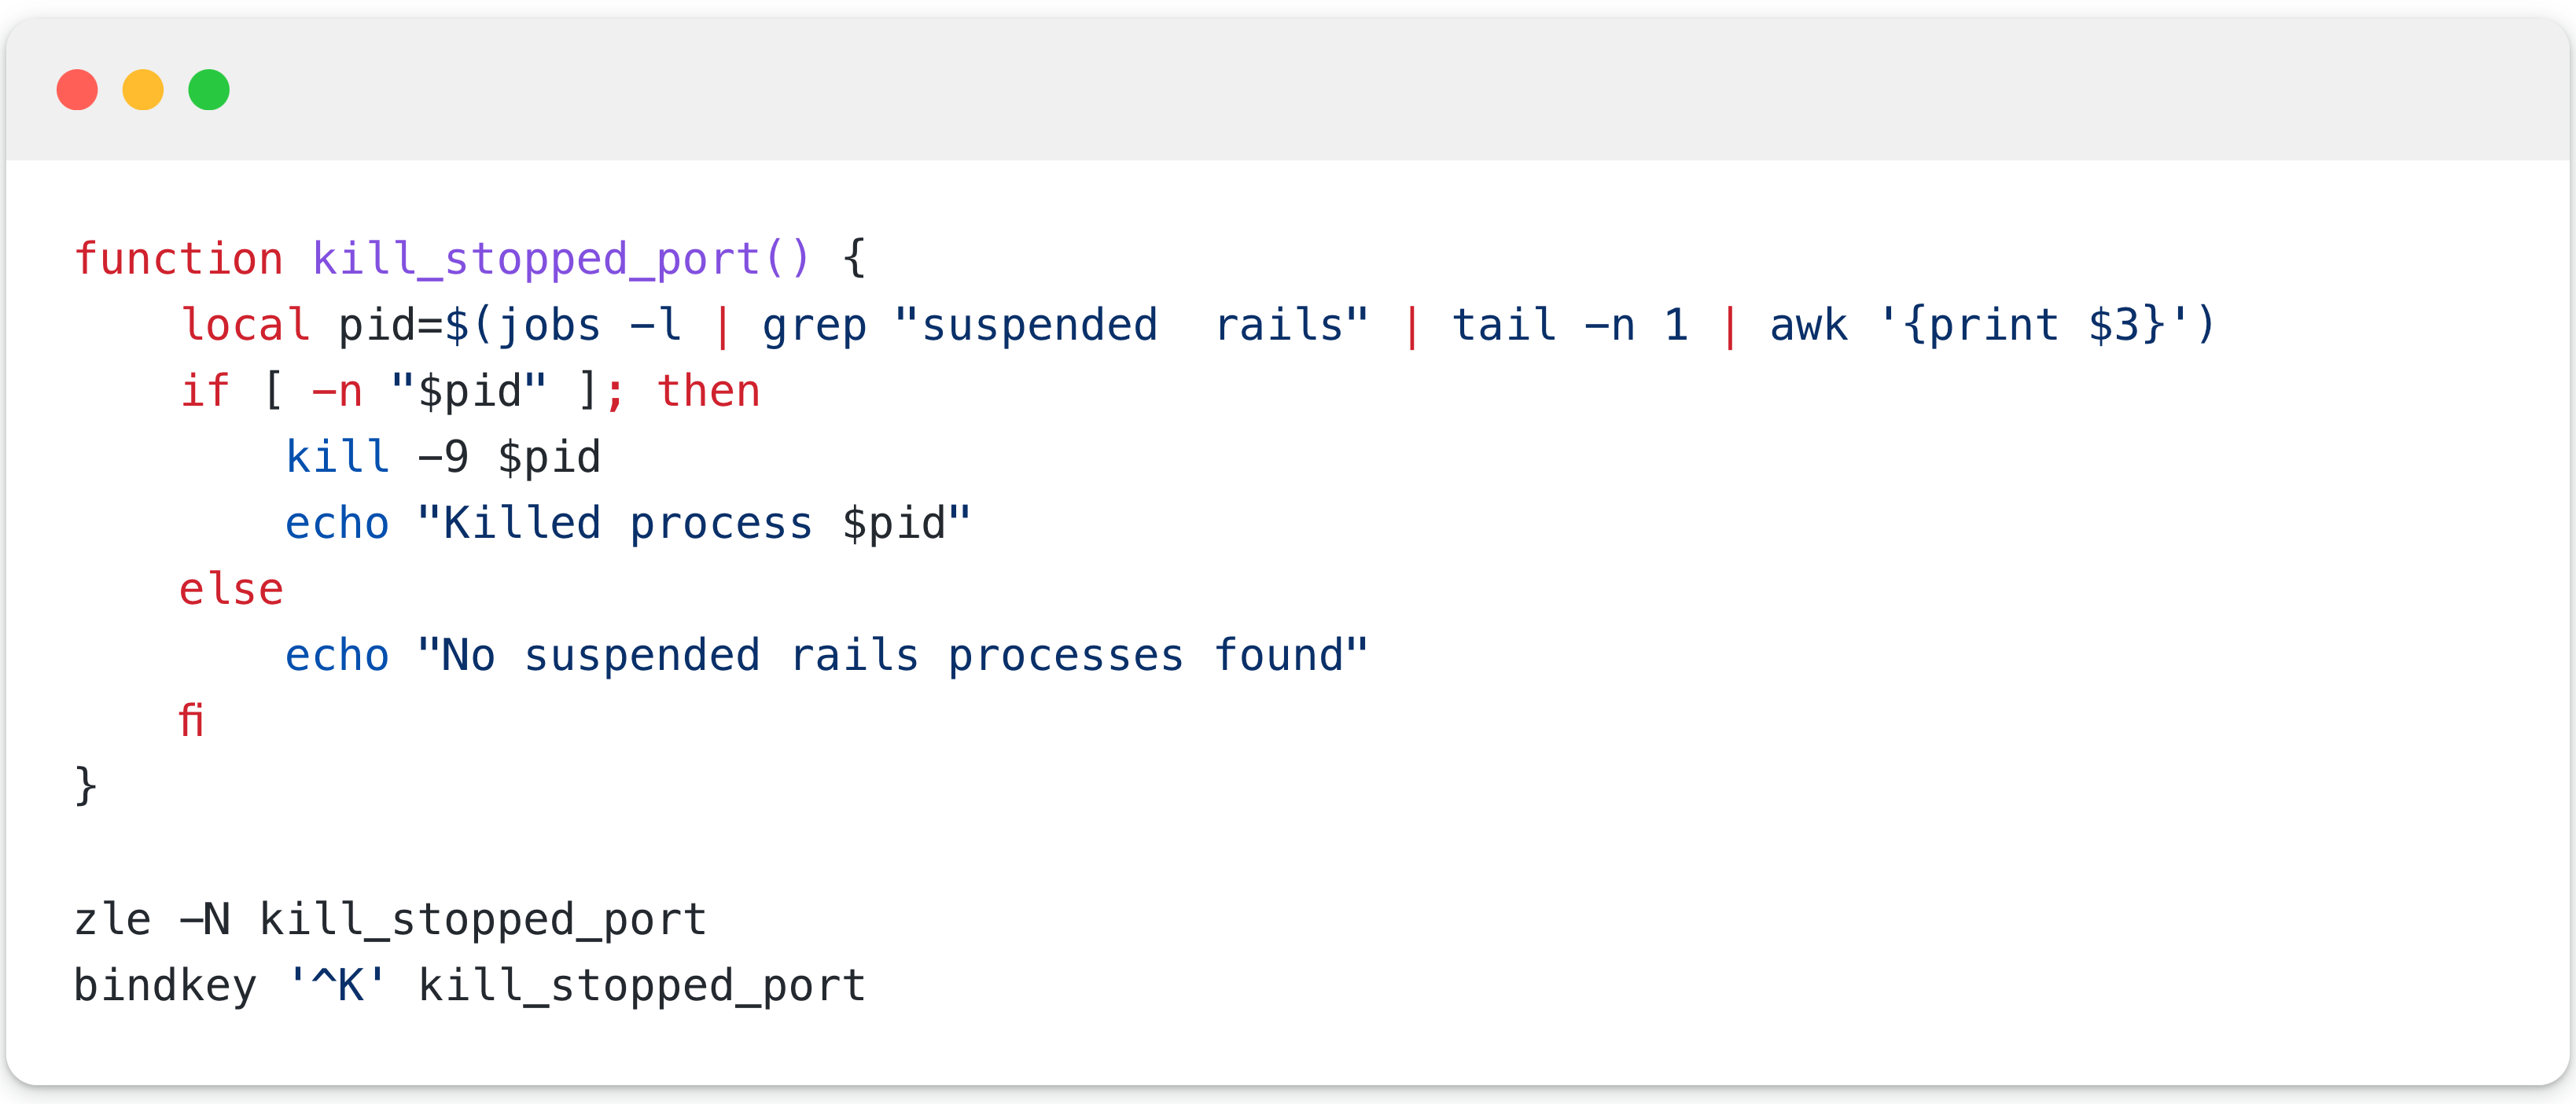 function kill_stopped_port() {
    local pid=$(jobs -l | grep "suspended  rails" | tail -n 1 | awk '{print $3}')
    if [ -n "$pid" ]; then
        kill -9 $pid
        echo "Killed process $pid"
    else
        echo "No suspended rails processes found"
    fi
}

zle -N kill_stopped_port
bindkey '^K' kill_stopped_port